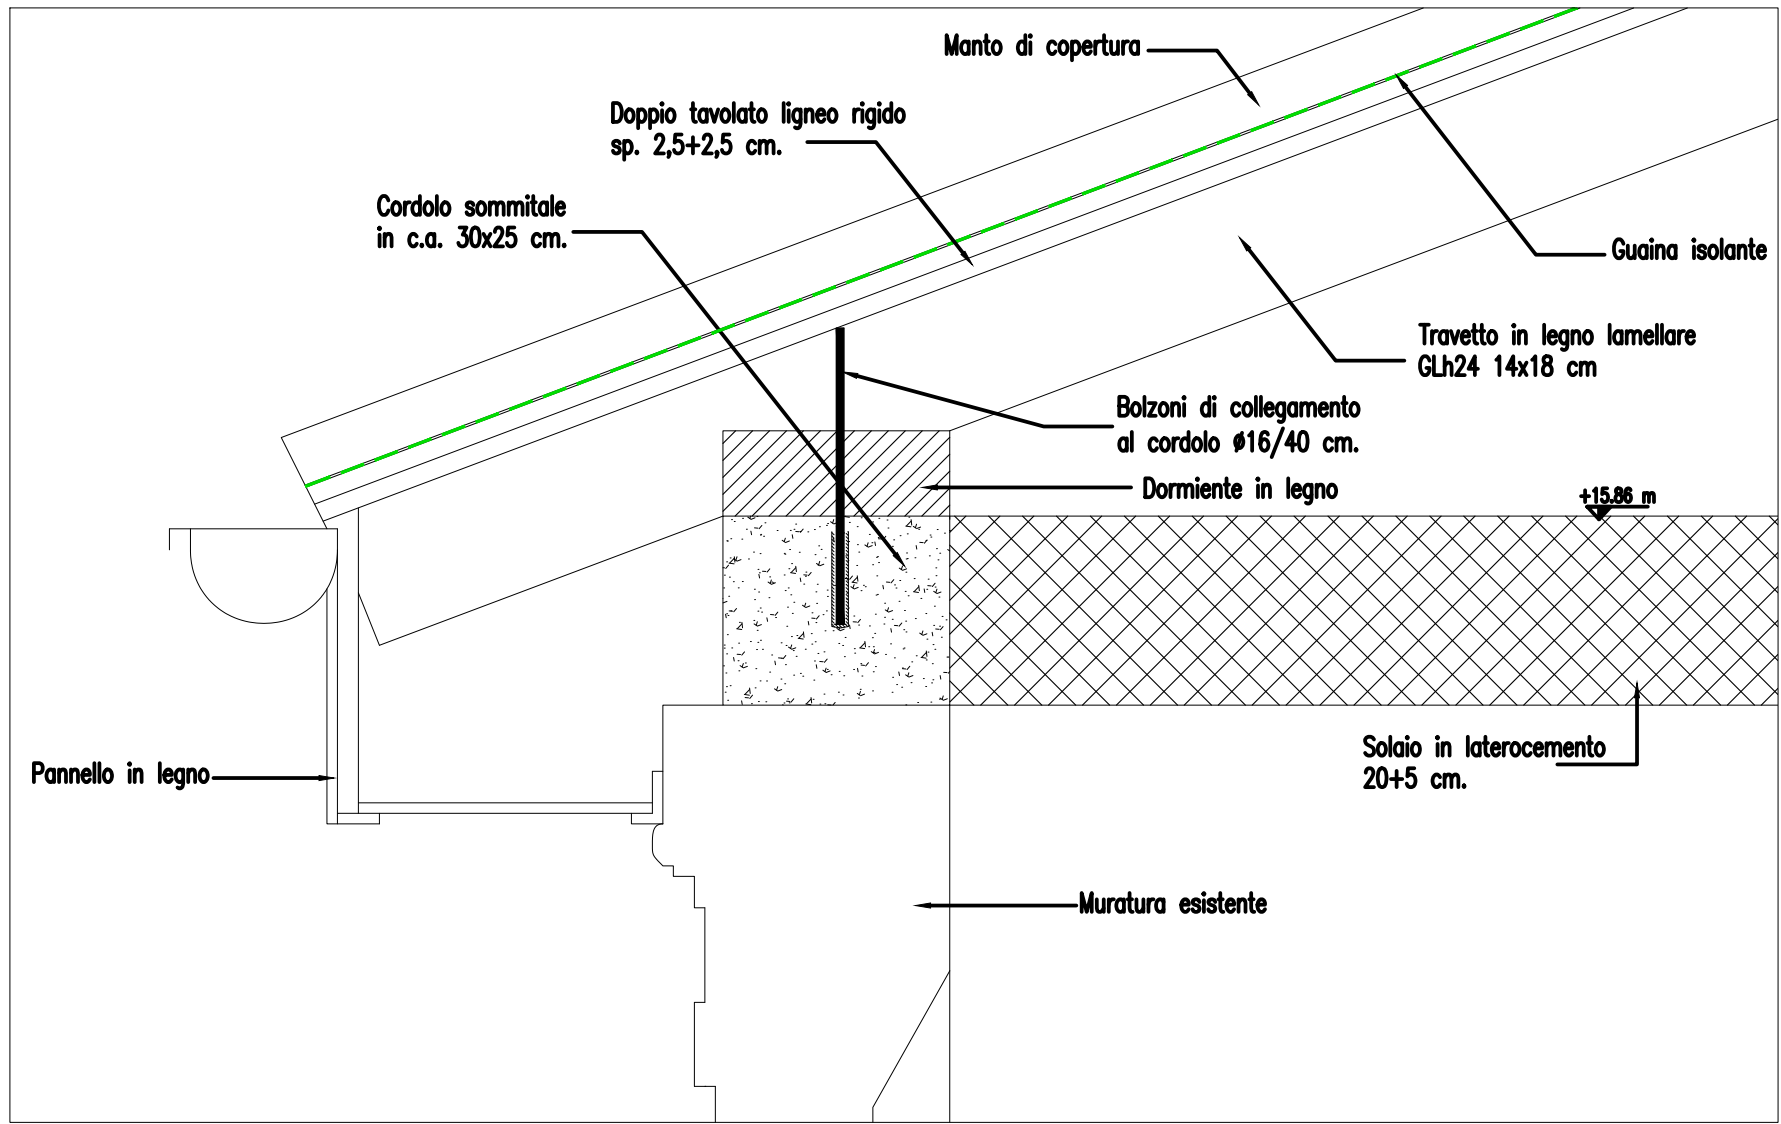 Manto di copertura
Doppio tavolato ligneo rigido
sp. 2,5+2,5 cm.
Cordolo sommitale
in c.a. 30x25 cm.
Guaina isolante
Travetto in legno lamellare
GLh24 14x18 cm
Bolzoni di collegamento
al cordolo ø16/40 cm.
Dormiente in legno
+15.86 m
Solaio in laterocemento
20+5 cm.
Pannello in legno
Muratura esistente